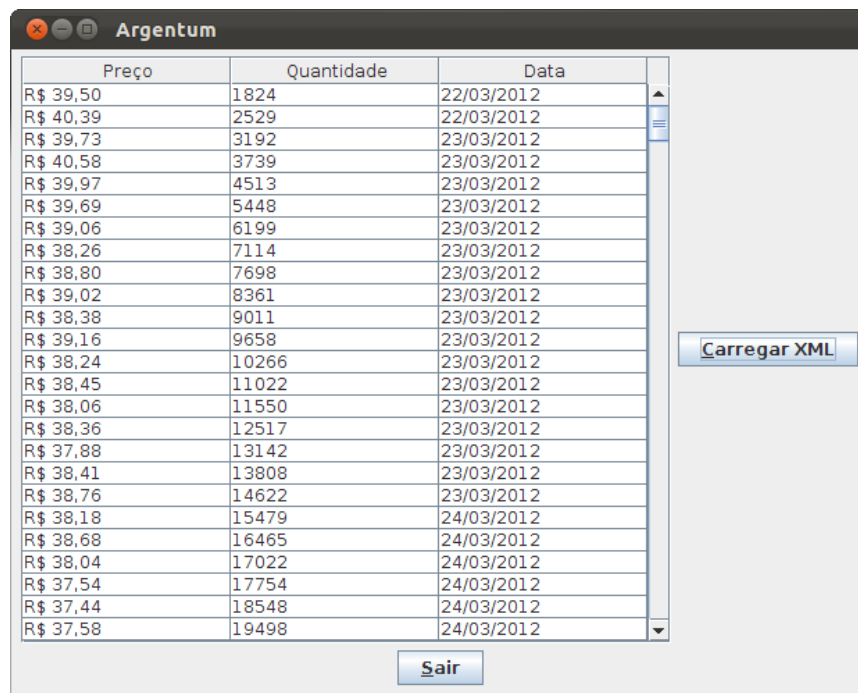 Argentum
Preço Quantidade Data
R$ 39,50 1824 22/03/2012
R$ 40,39 2529 22/03/2012
R$ 39,73 3192 23/03/2012
R$ 40,58 3739 23/03/2012
R$ 39,97 4513 23/03/2012
R$ 39,69 5448 23/03/2012
R$ 39,06 6199 23/03/2012
R$ 38,26 7114 23/03/2012
R$ 38,80 7698 23/03/2012
R$ 39,02 8361 23/03/2012
R$ 38,38 9011 23/03/2012
R$ 39,16 9658 23/03/2012
R$ 38,24 10266 23/03/2012
R$ 38,45 11022 23/03/2012
R$ 38,06 11550 23/03/2012
R$ 38,36 12517 23/03/2012
R$ 37,88 13142 23/03/2012
R$ 38,41 13808 23/03/2012
R$ 38,76 14622 23/03/2012
R$ 38,18 15479 24/03/2012
R$ 38,68 16465 24/03/2012
R$ 38,04 17022 24/03/2012
R$ 37,54 17754 24/03/2012
R$ 37,44 18548 24/03/2012
R$ 37,58 19498 24/03/2012
Carregar XML
Sair